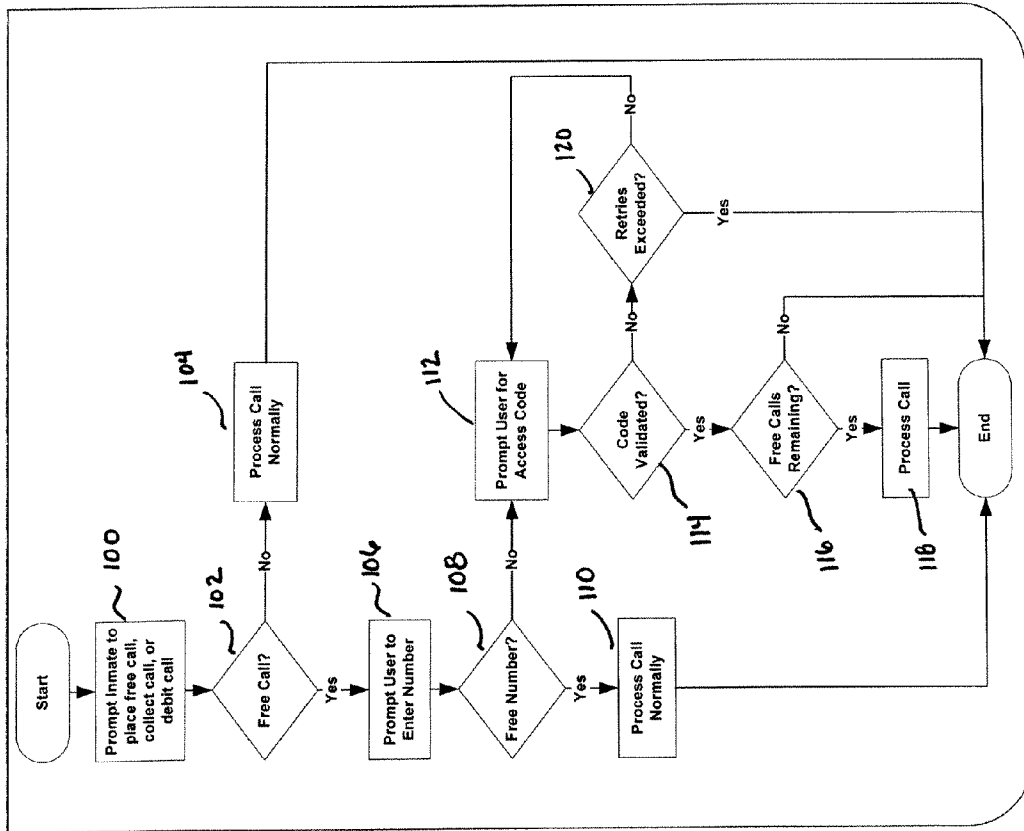 Start
100
Prompt Inmate to
place free call,
collect call, or
debit call
102
Free Call?
No
104
Process Call
Normally
Yes
106
Prompt User to
Enter Number
108
Free Number?
No
112
Prompt User for
Access Code
Yes
110
Process Call
Normally
114
Code
Validated?
No
120
Retries
Exceeded?
No
Yes
Yes
116
Free Calls
Remaining?
No
Yes
118
Process Call
End